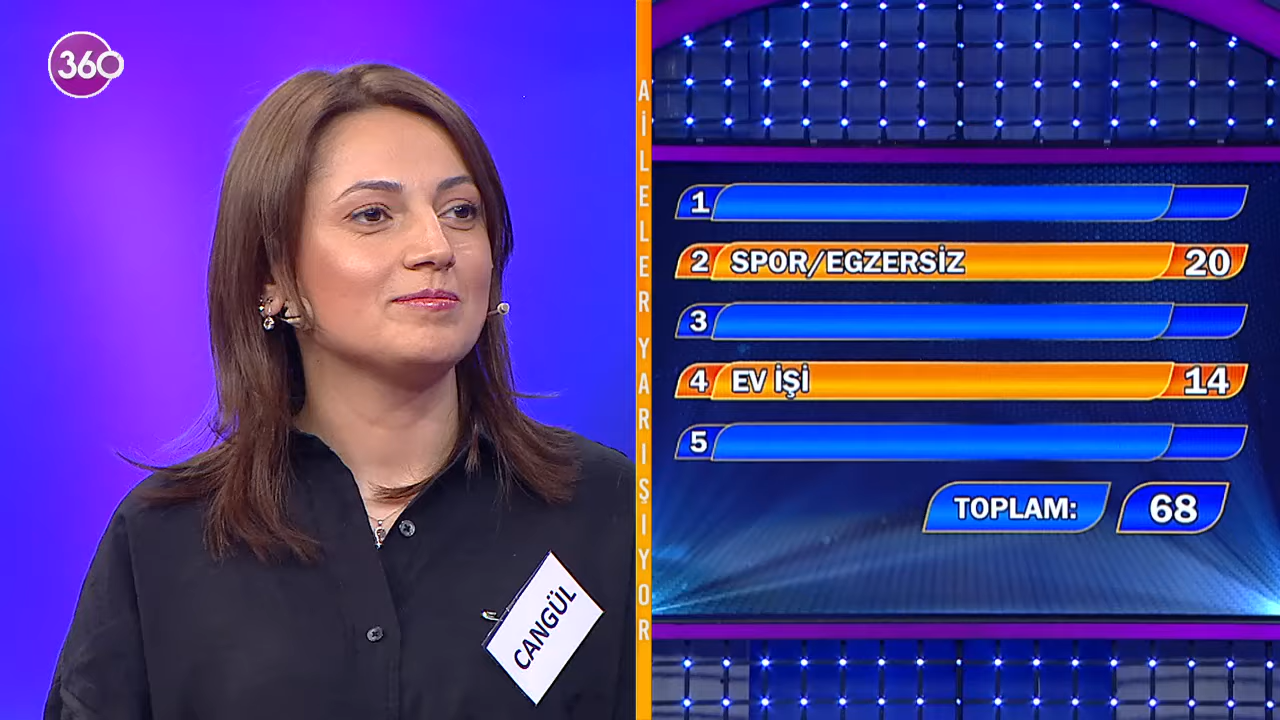 360
CANGÜL
AİLELER YARIŞIYOR
1
2 SPOR/EGZERSİZ 20
3
4 EV İŞİ 14
5
TOPLAM: 68